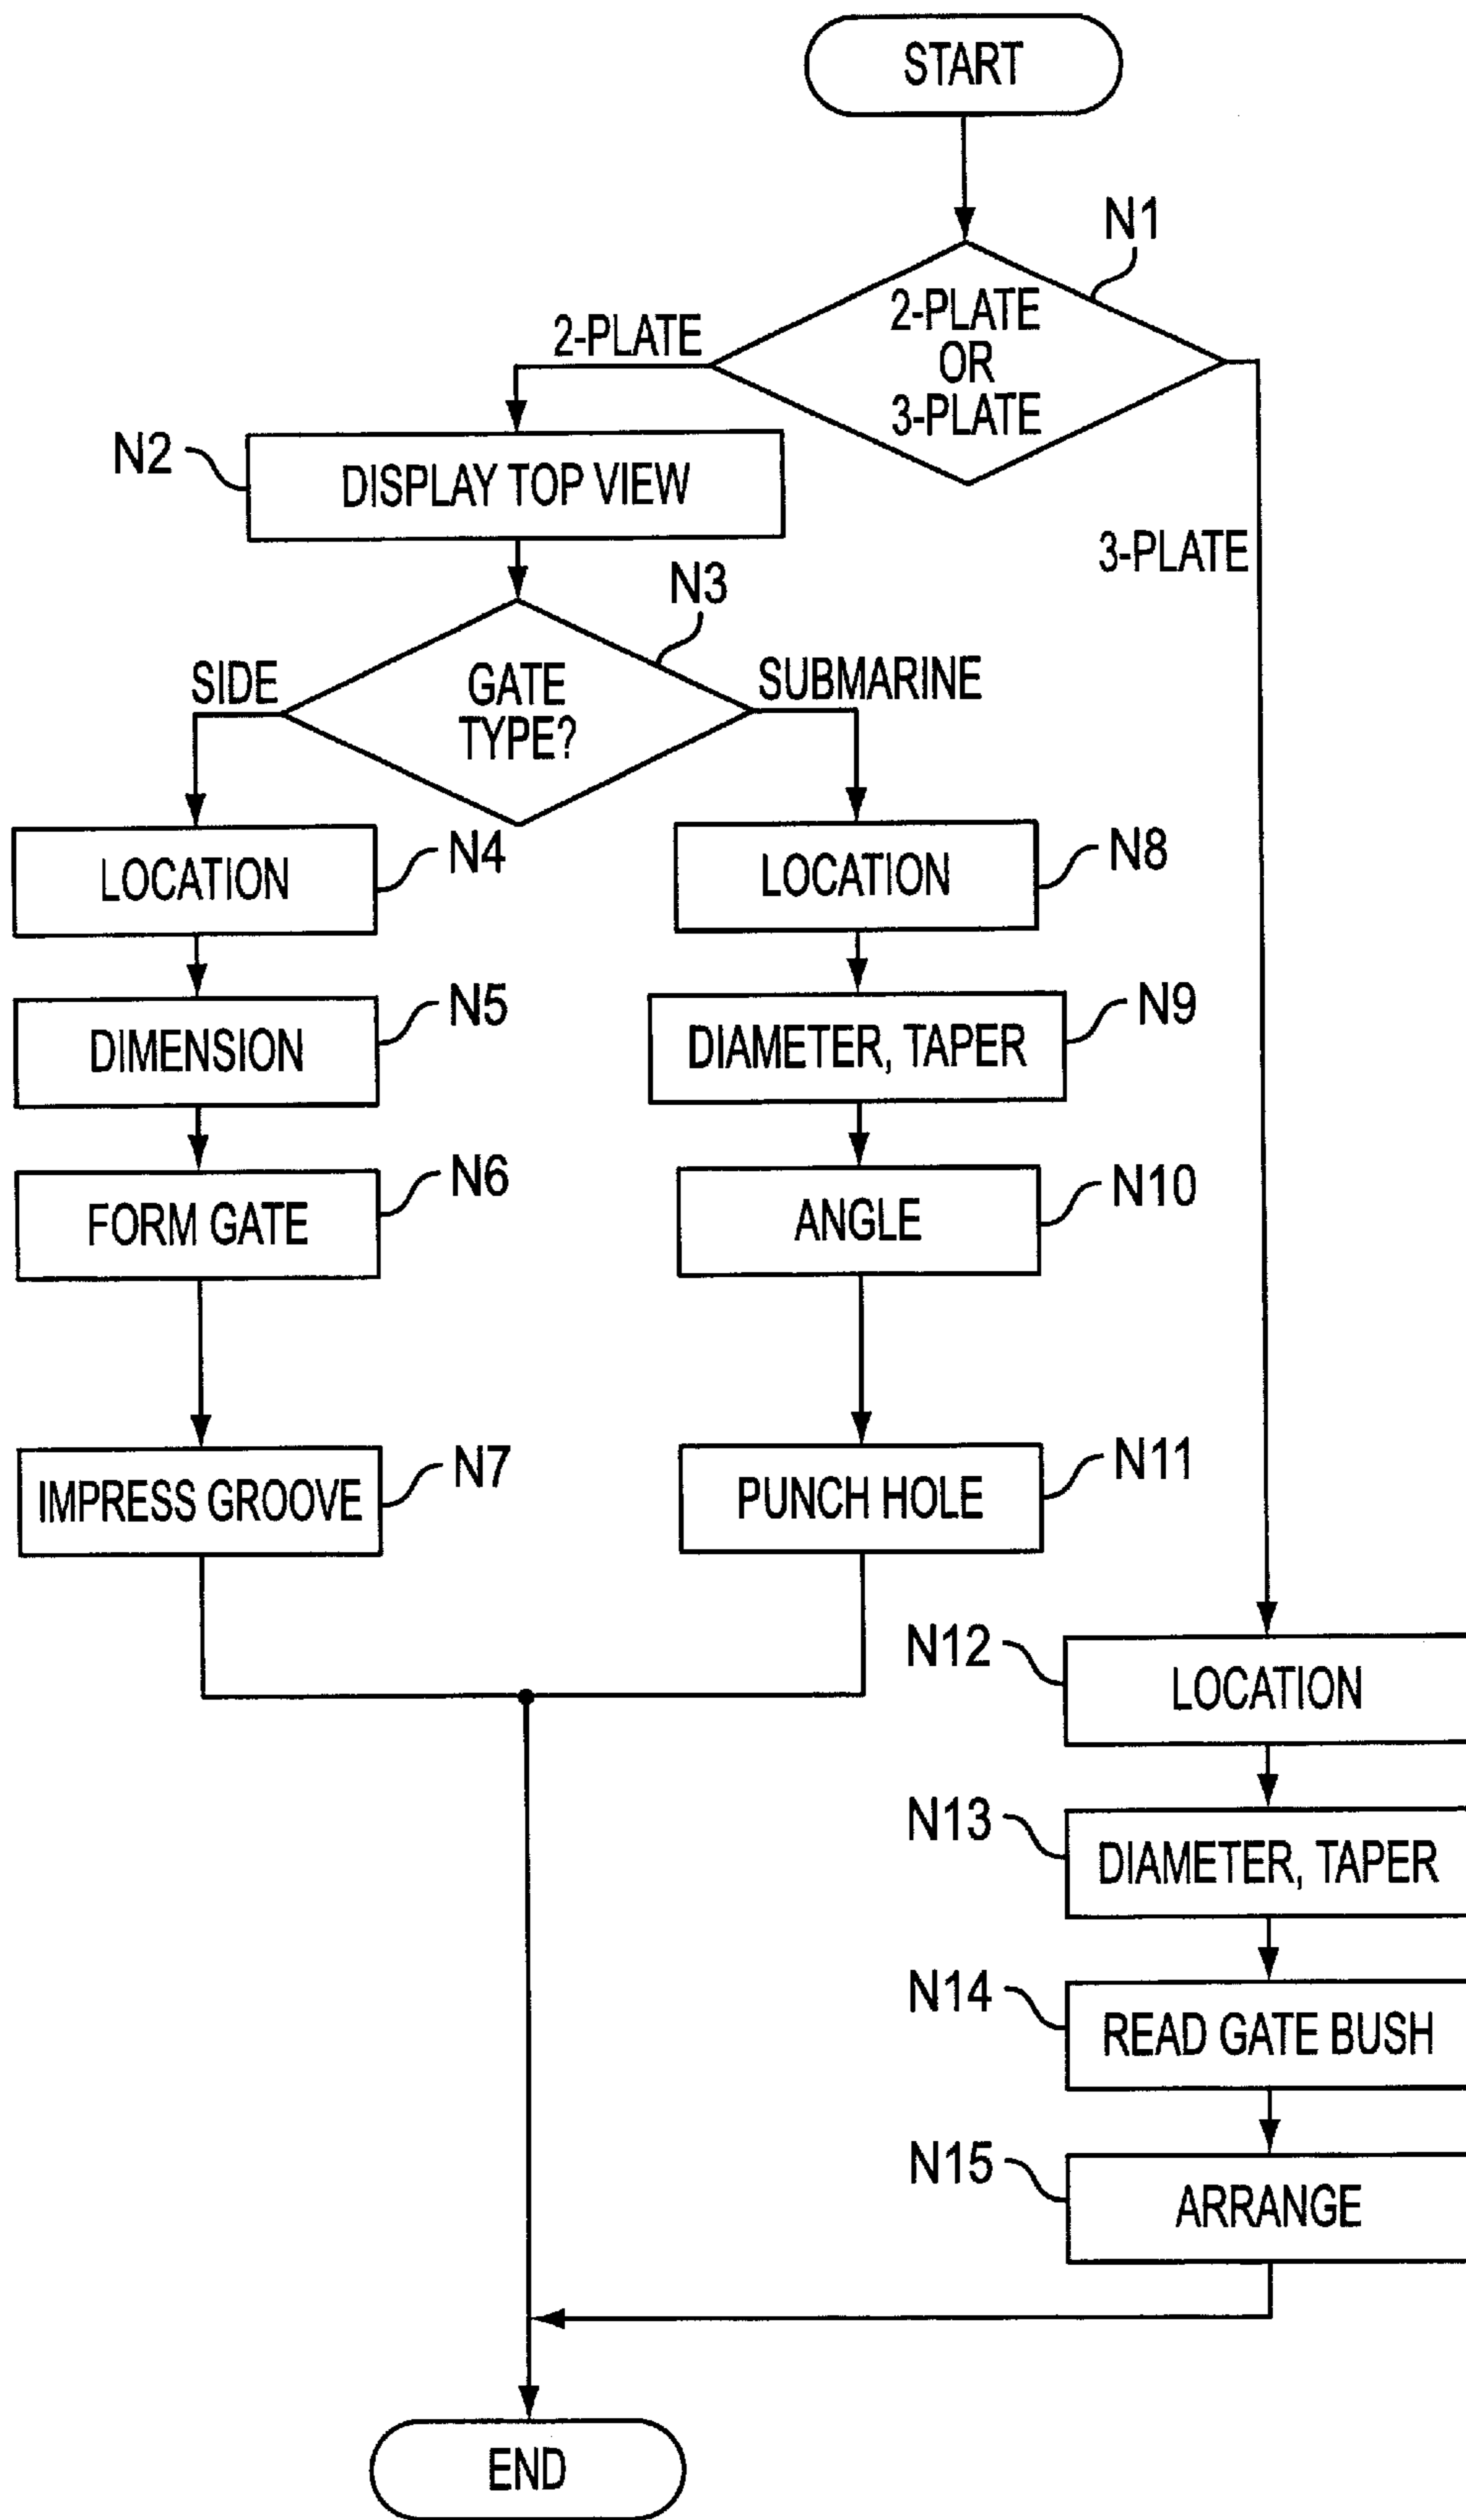 START
N1
2-PLATE
OR
3-PLATE
2-PLATE
3-PLATE
N2
DISPLAY TOP VIEW
N3
GATE
TYPE?
SIDE
SUBMARINE
LOCATION
N4
DIMENSION
N5
FORM GATE
N6
IMPRESS GROOVE
N7
LOCATION
N8
DIAMETER, TAPER
N9
ANGLE
N10
PUNCH HOLE
N11
N12
LOCATION
N13
DIAMETER, TAPER
N14
READ GATE BUSH
N15
ARRANGE
END